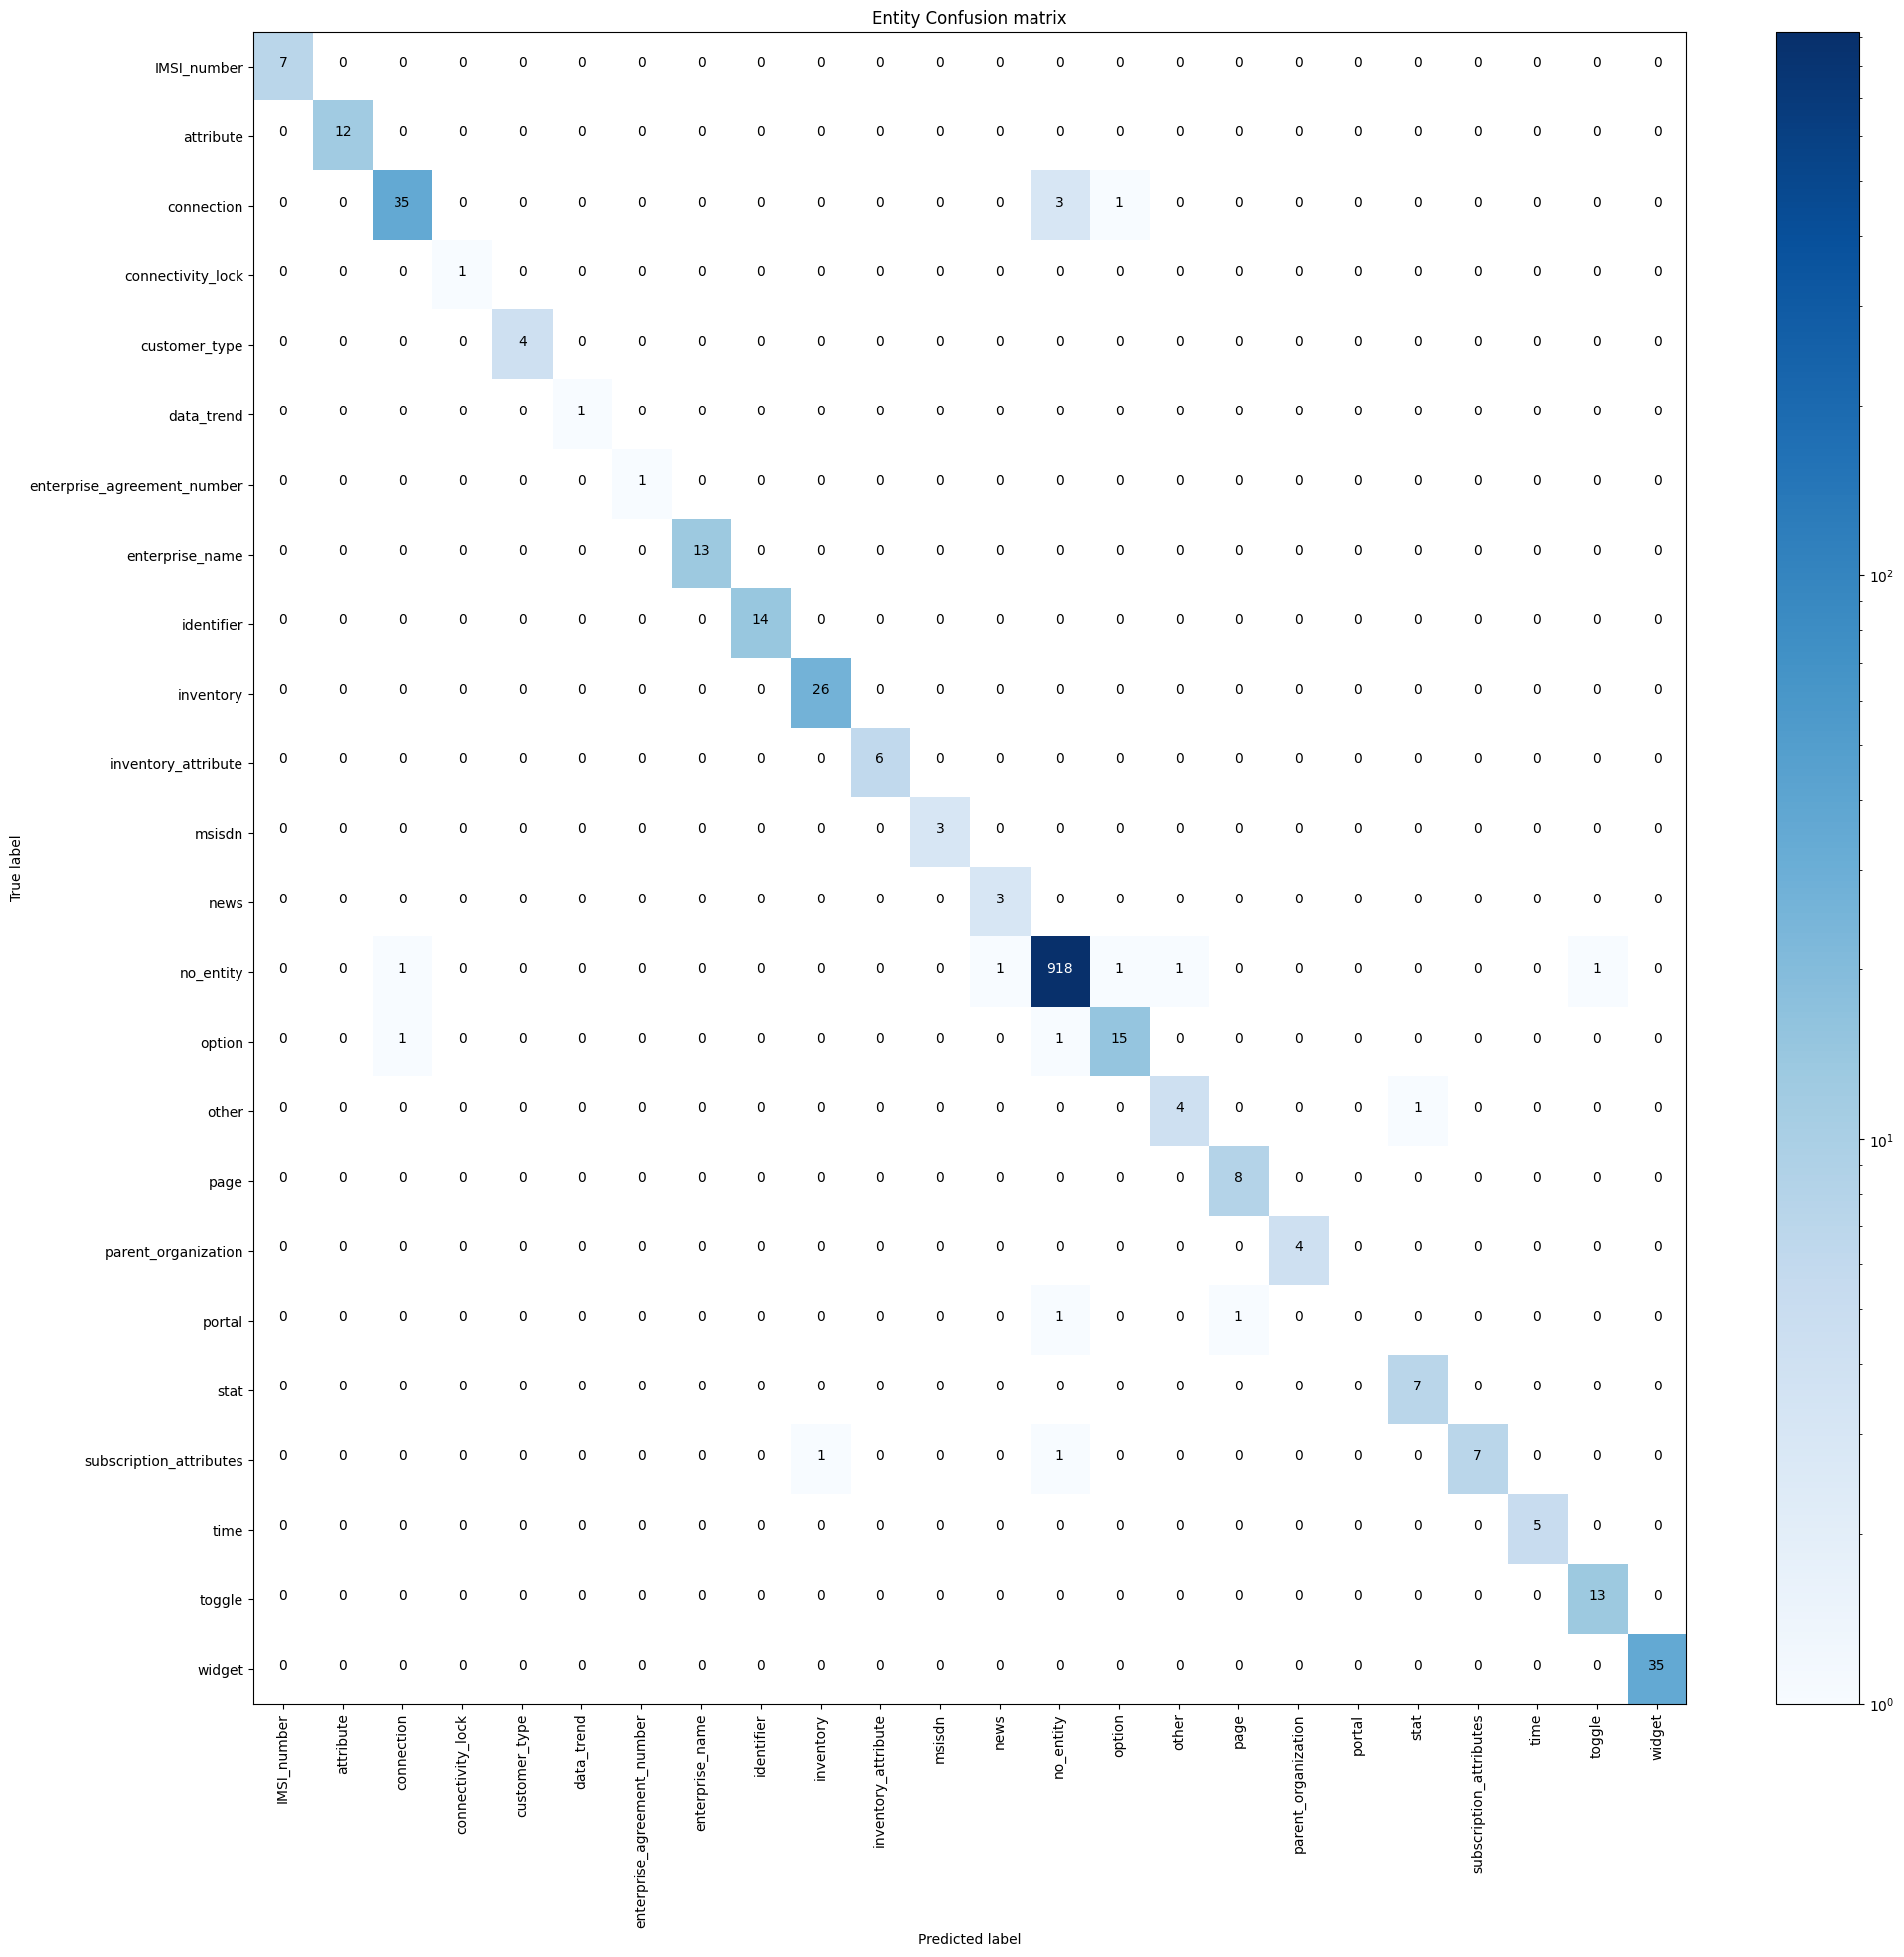 Entity Confusion matrix
IMSI_number 7 0 0 0 0 0 0 0 0 0 0 0 0 0 0 0 0 0 0 0 0 0 0 0
attribute 0 12 0 0 0 0 0 0 0 0 0 0 0 0 0 0 0 0 0 0 0 0 0 0
connection 0 0 35 0 0 0 0 0 0 0 0 0 0 3 1 0 0 0 0 0 0 0 0 0
connectivity_lock 0 0 0 1 0 0 0 0 0 0 0 0 0 0 0 0 0 0 0 0 0 0 0 0
customer_type 0 0 0 0 4 0 0 0 0 0 0 0 0 0 0 0 0 0 0 0 0 0 0 0
data_trend 0 0 0 0 0 1 0 0 0 0 0 0 0 0 0 0 0 0 0 0 0 0 0 0
enterprise_agreement_number 0 0 0 0 0 0 1 0 0 0 0 0 0 0 0 0 0 0 0 0 0 0 0 0
enterprise_name 0 0 0 0 0 0 0 13 0 0 0 0 0 0 0 0 0 0 0 0 0 0 0 0
identifier 0 0 0 0 0 0 0 0 14 0 0 0 0 0 0 0 0 0 0 0 0 0 0 0
inventory 0 0 0 0 0 0 0 0 0 26 0 0 0 0 0 0 0 0 0 0 0 0 0 0
inventory_attribute 0 0 0 0 0 0 0 0 0 0 6 0 0 0 0 0 0 0 0 0 0 0 0 0
msisdn 0 0 0 0 0 0 0 0 0 0 0 3 0 0 0 0 0 0 0 0 0 0 0 0
news 0 0 0 0 0 0 0 0 0 0 0 0 3 0 0 0 0 0 0 0 0 0 0 0
no_entity 0 0 1 0 0 0 0 0 0 0 0 0 1 918 1 1 0 0 0 0 0 0 1 0
option 0 0 1 0 0 0 0 0 0 0 0 0 0 1 15 0 0 0 0 0 0 0 0 0
other 0 0 0 0 0 0 0 0 0 0 0 0 0 0 0 4 0 0 0 1 0 0 0 0
page 0 0 0 0 0 0 0 0 0 0 0 0 0 0 0 0 8 0 0 0 0 0 0 0
parent_organization 0 0 0 0 0 0 0 0 0 0 0 0 0 0 0 0 0 4 0 0 0 0 0 0
portal 0 0 0 0 0 0 0 0 0 0 0 0 0 1 0 0 1 0 0 0 0 0 0 0
stat 0 0 0 0 0 0 0 0 0 0 0 0 0 0 0 0 0 0 0 7 0 0 0 0
subscription_attributes 0 0 0 0 0 0 0 0 0 1 0 0 0 1 0 0 0 0 0 0 7 0 0 0
time 0 0 0 0 0 0 0 0 0 0 0 0 0 0 0 0 0 0 0 0 0 5 0 0
toggle 0 0 0 0 0 0 0 0 0 0 0 0 0 0 0 0 0 0 0 0 0 0 13 0
widget 0 0 0 0 0 0 0 0 0 0 0 0 0 0 0 0 0 0 0 0 0 0 0 35
True label
IMSI_number
attribute
connection
connectivity_lock
customer_type
data_trend
enterprise_agreement_number
enterprise_name
identifier
inventory
inventory_attribute
msisdn
news
no_entity
option
other
page
parent_organization
portal
stat
subscription_attributes
time
toggle
widget
Predicted label
10²
10¹
10⁰